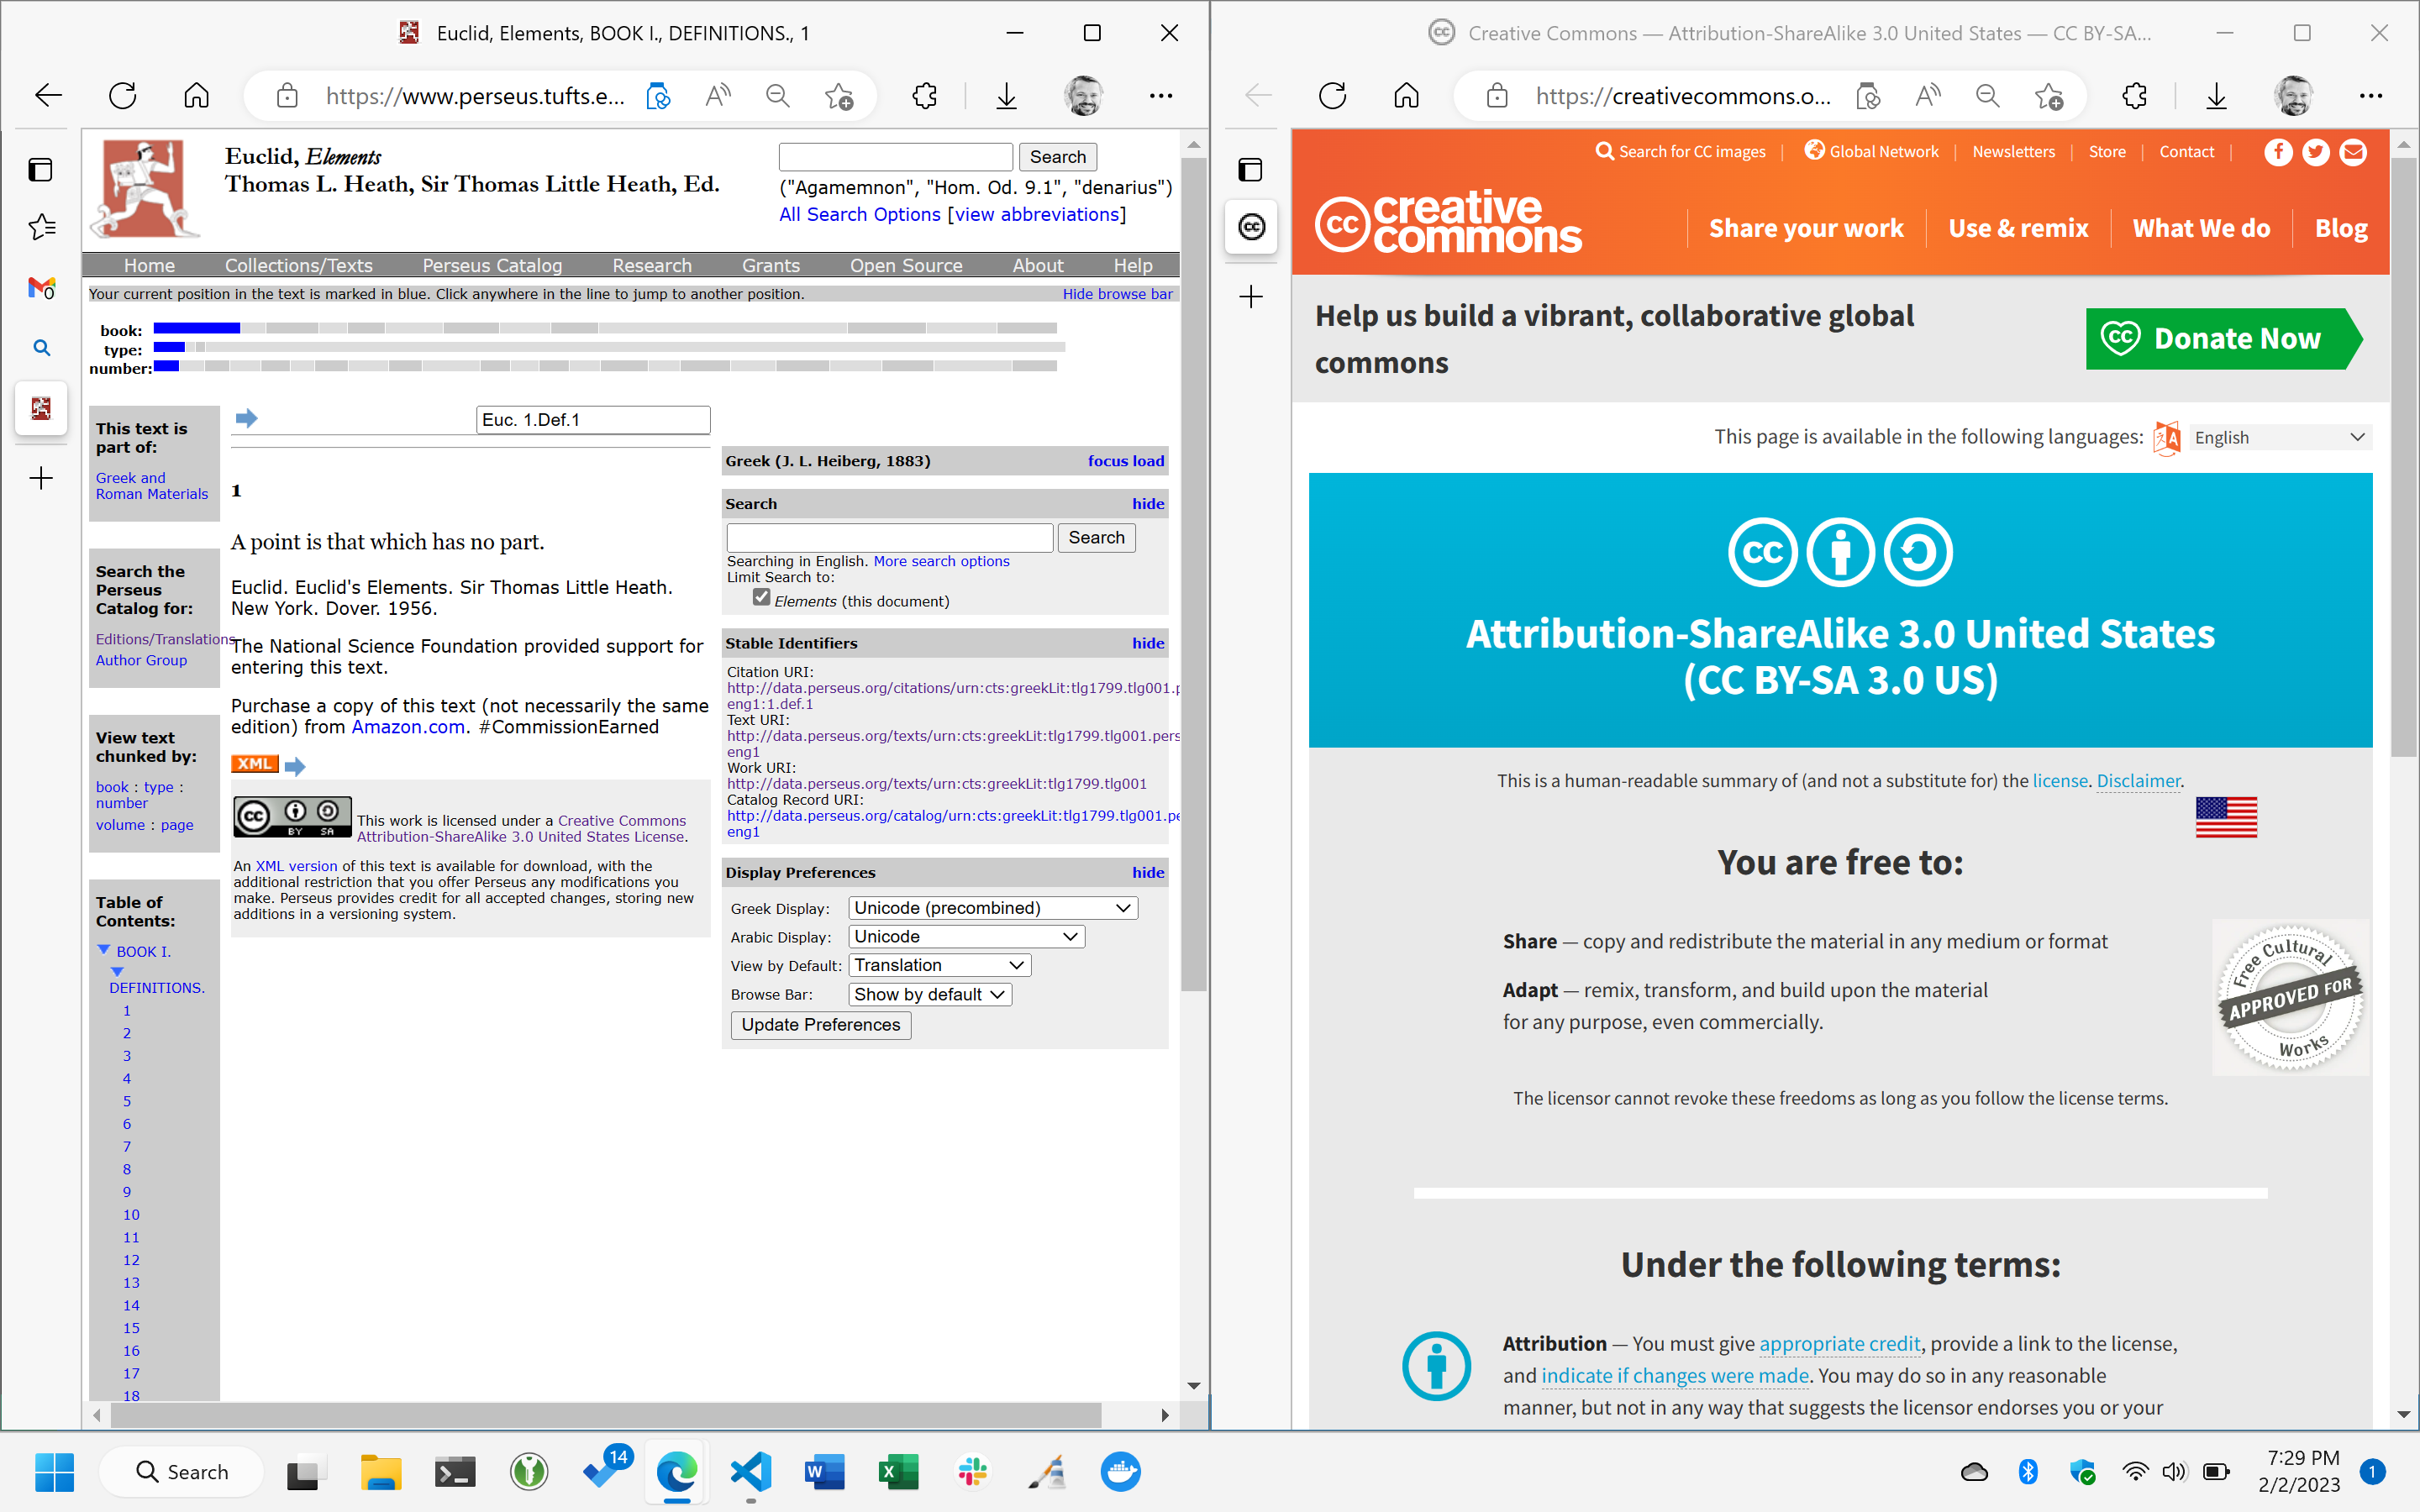 Euclid, Elements, BOOK I., DEFINITIONS., 1
https://www.perseus.tufts.e...
Euclid, Elements
Thomas L. Heath, Sir Thomas Little Heath, Ed.
Search
("Agamemnon", "Hom. Od. 9.1", "denarius")
All Search Options [view abbreviations]
Home Collections/Texts Perseus Catalog Research Grants Open Source About Help
Your current position in the text is marked in blue. Click anywhere in the line to jump to another position. Hide browse bar
book:
type:
number:
This text is
part of:
Greek and
Roman Materials
Search the
Perseus
Catalog for:
Editions/Translations
Author Group
View text
chunked by:
book : type :
number
volume : page
Table of
Contents:
BOOK I.
DEFINITIONS.
1
2
3
4
5
6
7
8
9
10
11
12
13
14
15
16
17
18
Euc. 1.Def.1
1
A point is that which has no part.
Euclid. Euclid's Elements. Sir Thomas Little Heath.
New York. Dover. 1956.
The National Science Foundation provided support for
entering this text.
Purchase a copy of this text (not necessarily the same
edition) from Amazon.com. #CommissionEarned
XML
cc BY SA
This work is licensed under a Creative Commons
Attribution-ShareAlike 3.0 United States License.
An XML version of this text is available for download, with the
additional restriction that you offer Perseus any modifications you
make. Perseus provides credit for all accepted changes, storing new
additions in a versioning system.
Greek (J. L. Heiberg, 1883) focus load
Search hide
Search
Searching in English. More search options
Limit Search to:
Elements (this document)
Stable Identifiers hide
Citation URI:
http://data.perseus.org/citations/urn:cts:greekLit:tlg1799.tlg001.p
eng1:1.def.1
Text URI:
http://data.perseus.org/texts/urn:cts:greekLit:tlg1799.tlg001.pers
eng1
Work URI:
http://data.perseus.org/texts/urn:cts:greekLit:tlg1799.tlg001
Catalog Record URI:
http://data.perseus.org/catalog/urn:cts:greekLit:tlg1799.tlg001.pe
eng1
Display Preferences hide
Greek Display: Unicode (precombined)
Arabic Display: Unicode
View by Default: Translation
Browse Bar: Show by default
Update Preferences
Creative Commons — Attribution-ShareAlike 3.0 United States — CC BY-SA...
https://creativecommons.o...
Search for CC images Global Network Newsletters Store Contact
cc creative
commons
Share your work Use & remix What We do Blog
Help us build a vibrant, collaborative global
commons
cc Donate Now
This page is available in the following languages: English
cc
Attribution-ShareAlike 3.0 United States
(CC BY-SA 3.0 US)
This is a human-readable summary of (and not a substitute for) the license. Disclaimer.
You are free to:
Share — copy and redistribute the material in any medium or format
Adapt — remix, transform, and build upon the material
for any purpose, even commercially.
Free Cultural
APPROVED FOR
Works
The licensor cannot revoke these freedoms as long as you follow the license terms.
Under the following terms:
Attribution — You must give appropriate credit, provide a link to the license,
and indicate if changes were made. You may do so in any reasonable
manner, but not in any way that suggests the licensor endorses you or your
Search
14
7:29 PM
2/2/2023
1